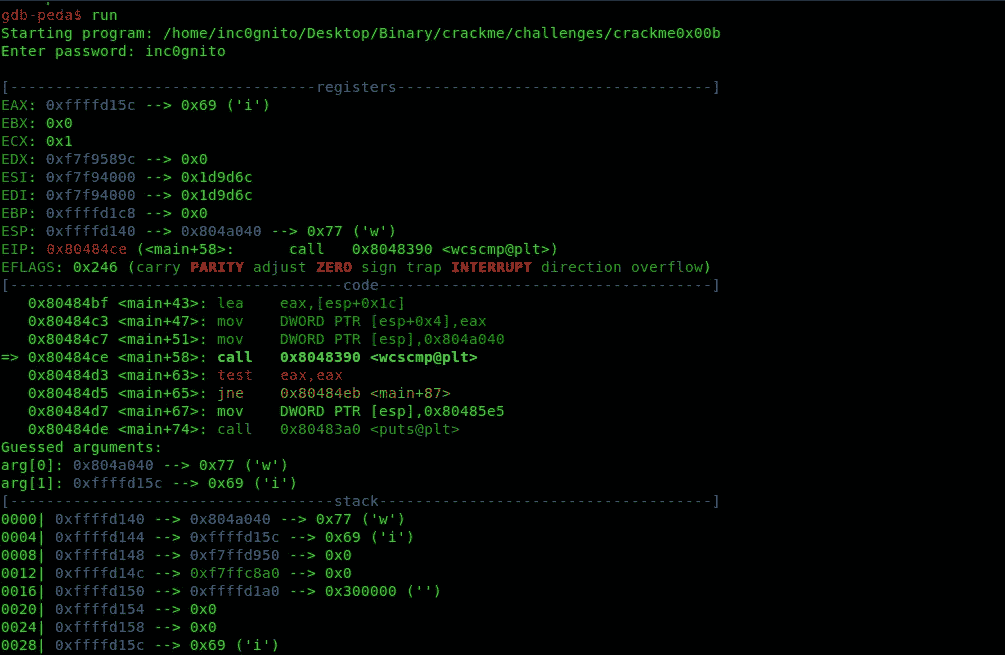 gdb-peda$ run
Starting program: /home/inc0gnito/Desktop/Binary/crackme/challenges/crackme0x00b
Enter password: inc0gnito
[----------------------------------registers-----------------------------------]
EAX: 0xffffd15c --> 0x69 ('i')
EBX: 0x0
ECX: 0x1
EDX: 0xf7f9589c --> 0x0
ESI: 0xf7f94000 --> 0x1d9d6c
EDI: 0xf7f94000 --> 0x1d9d6c
EBP: 0xffffd1c8 --> 0x0
ESP: 0xffffd140 --> 0x804a040 --> 0x77 ('w')
EIP: 0x80484ce (<main+58>:      call   0x8048390 <wcscmp@plt>)
EFLAGS: 0x246 (carry PARITY adjust ZERO sign trap INTERRUPT direction overflow)
[-------------------------------------code-------------------------------------]
   0x80484bf <main+43>: lea    eax,[esp+0x1c]
   0x80484c3 <main+47>: mov    DWORD PTR [esp+0x4],eax
   0x80484c7 <main+51>: mov    DWORD PTR [esp],0x804a040
=> 0x80484ce <main+58>: call   0x8048390 <wcscmp@plt>
   0x80484d3 <main+63>: test   eax,eax
   0x80484d5 <main+65>: jne    0x80484eb <main+87>
   0x80484d7 <main+67>: mov    DWORD PTR [esp],0x80485e5
   0x80484de <main+74>: call   0x80483a0 <puts@plt>
Guessed arguments:
arg[0]: 0x804a040 --> 0x77 ('w')
arg[1]: 0xffffd15c --> 0x69 ('i')
[------------------------------------stack-------------------------------------]
0000| 0xffffd140 --> 0x804a040 --> 0x77 ('w')
0004| 0xffffd144 --> 0xffffd15c --> 0x69 ('i')
0008| 0xffffd148 --> 0xf7ffd950 --> 0x0
0012| 0xffffd14c --> 0xf7ffc8a0 --> 0x0
0016| 0xffffd150 --> 0xffffd1a0 --> 0x300000 ('')
0020| 0xffffd154 --> 0x0
0024| 0xffffd158 --> 0x0
0028| 0xffffd15c --> 0x69 ('i')